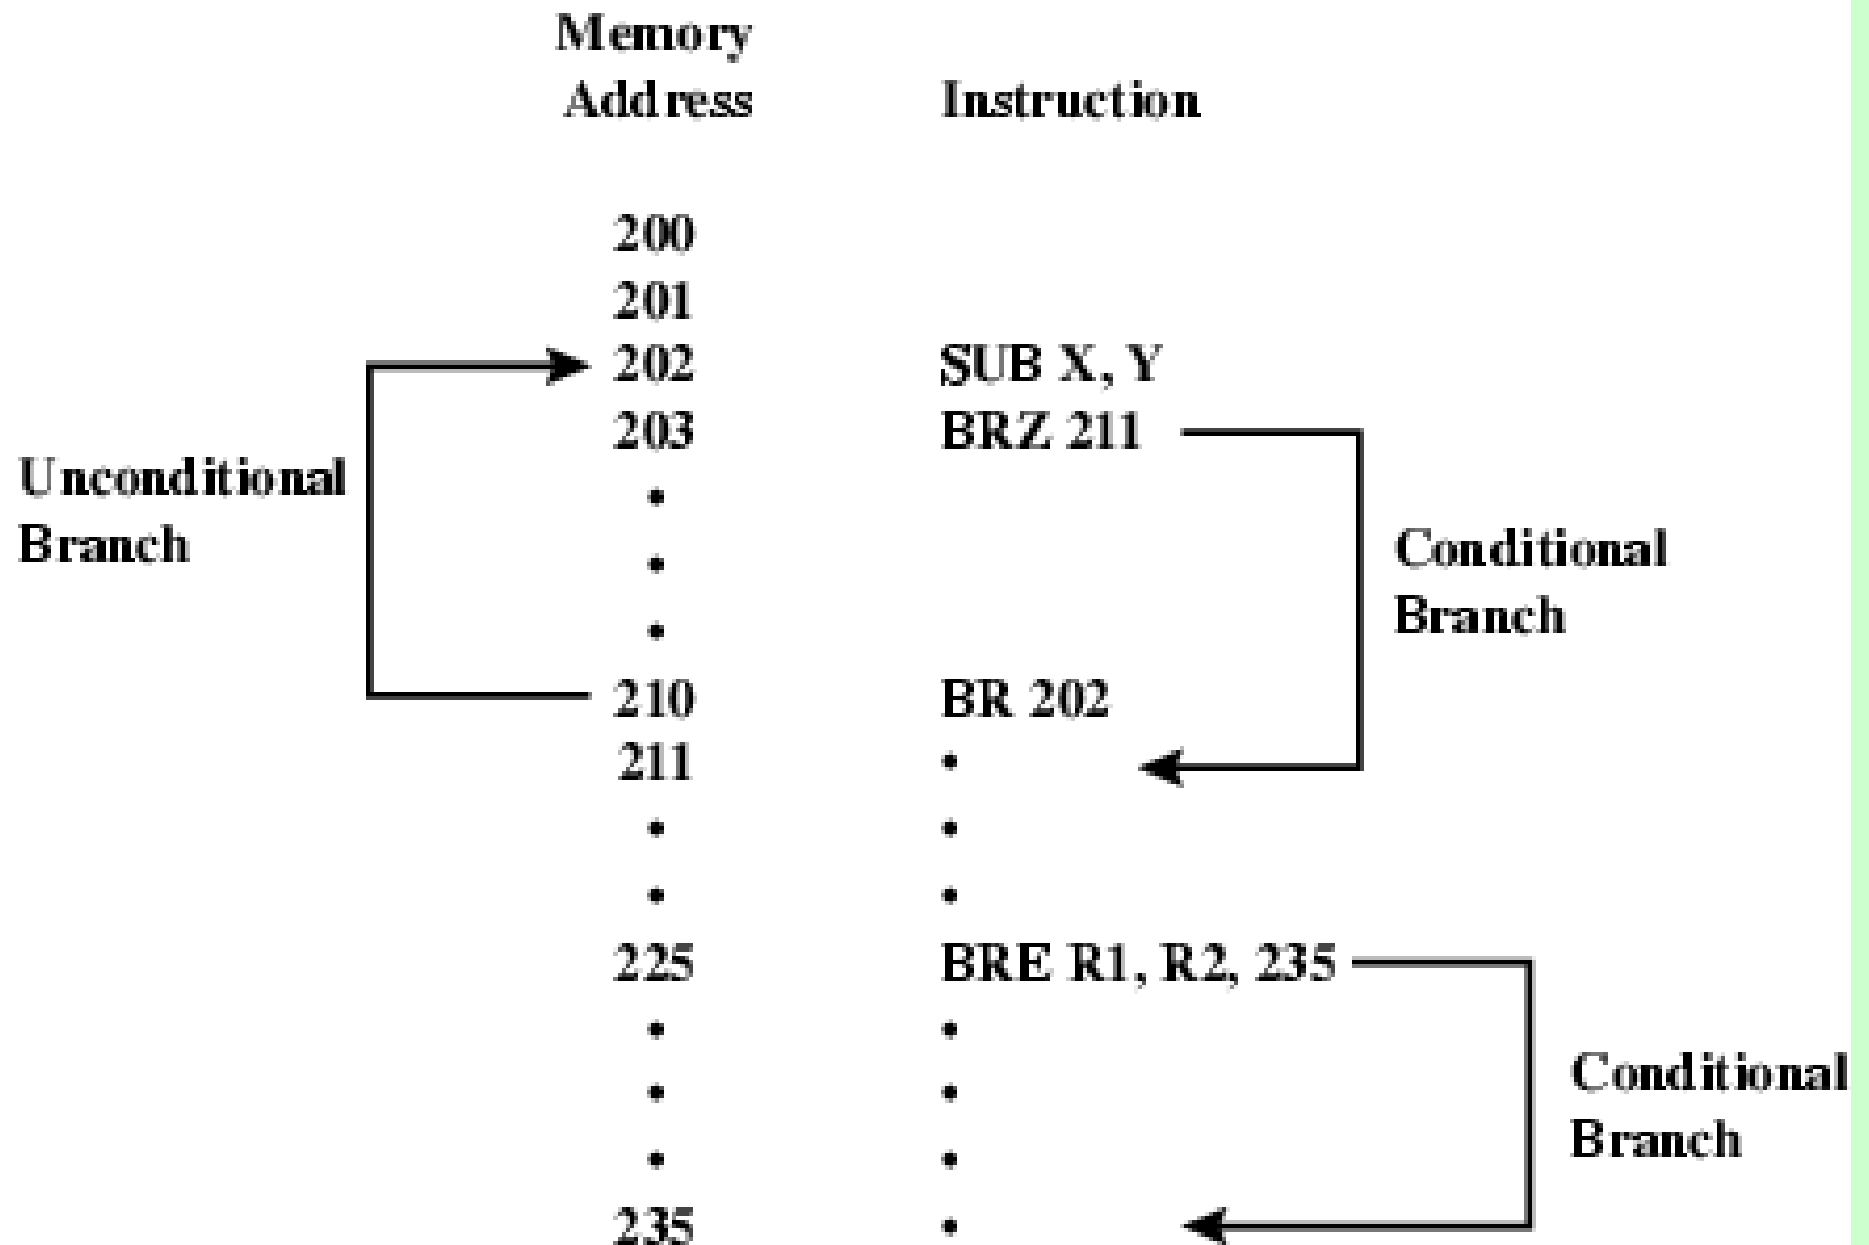 Memory
Address Instruction
200
201
202 SUB X, Y
203 BRZ 211
Unconditional
Branch
Conditional
Branch
210 BR 202
211
225 BRE R1, R2, 235
Conditional
Branch
235